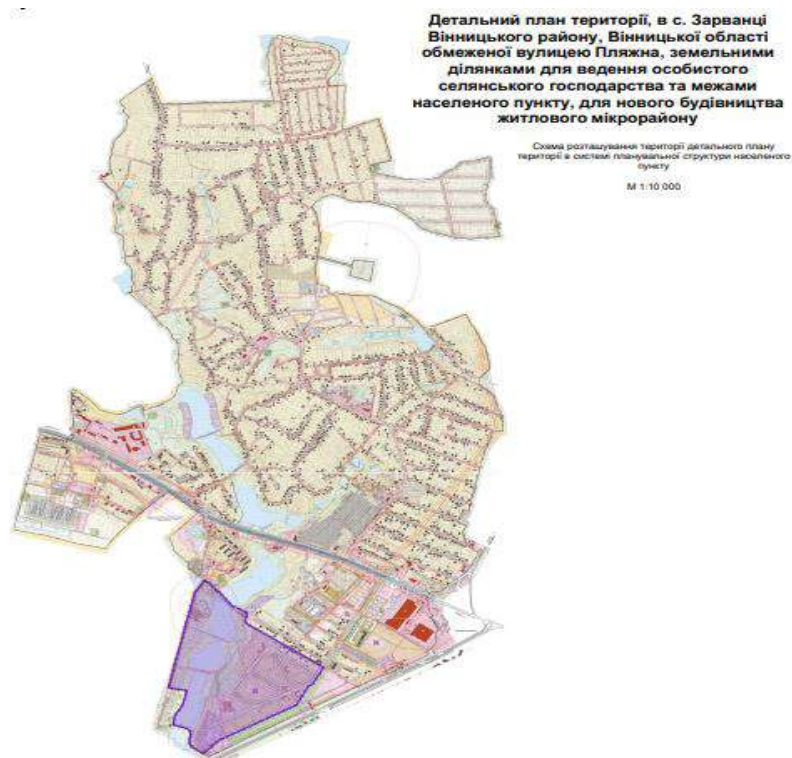 Детальний план території, в с. Зарванці
Вінницького району, Вінницької області
обмеженої вулицею Пляжна, земельними
ділянками для ведення особистого
селянського господарства та межами
населеного пункту, для нового будівництва
житлового мікрорайону
Схема розташування території детального плану
території в системі планувальної структури населеного
пункту
М 1:10 000